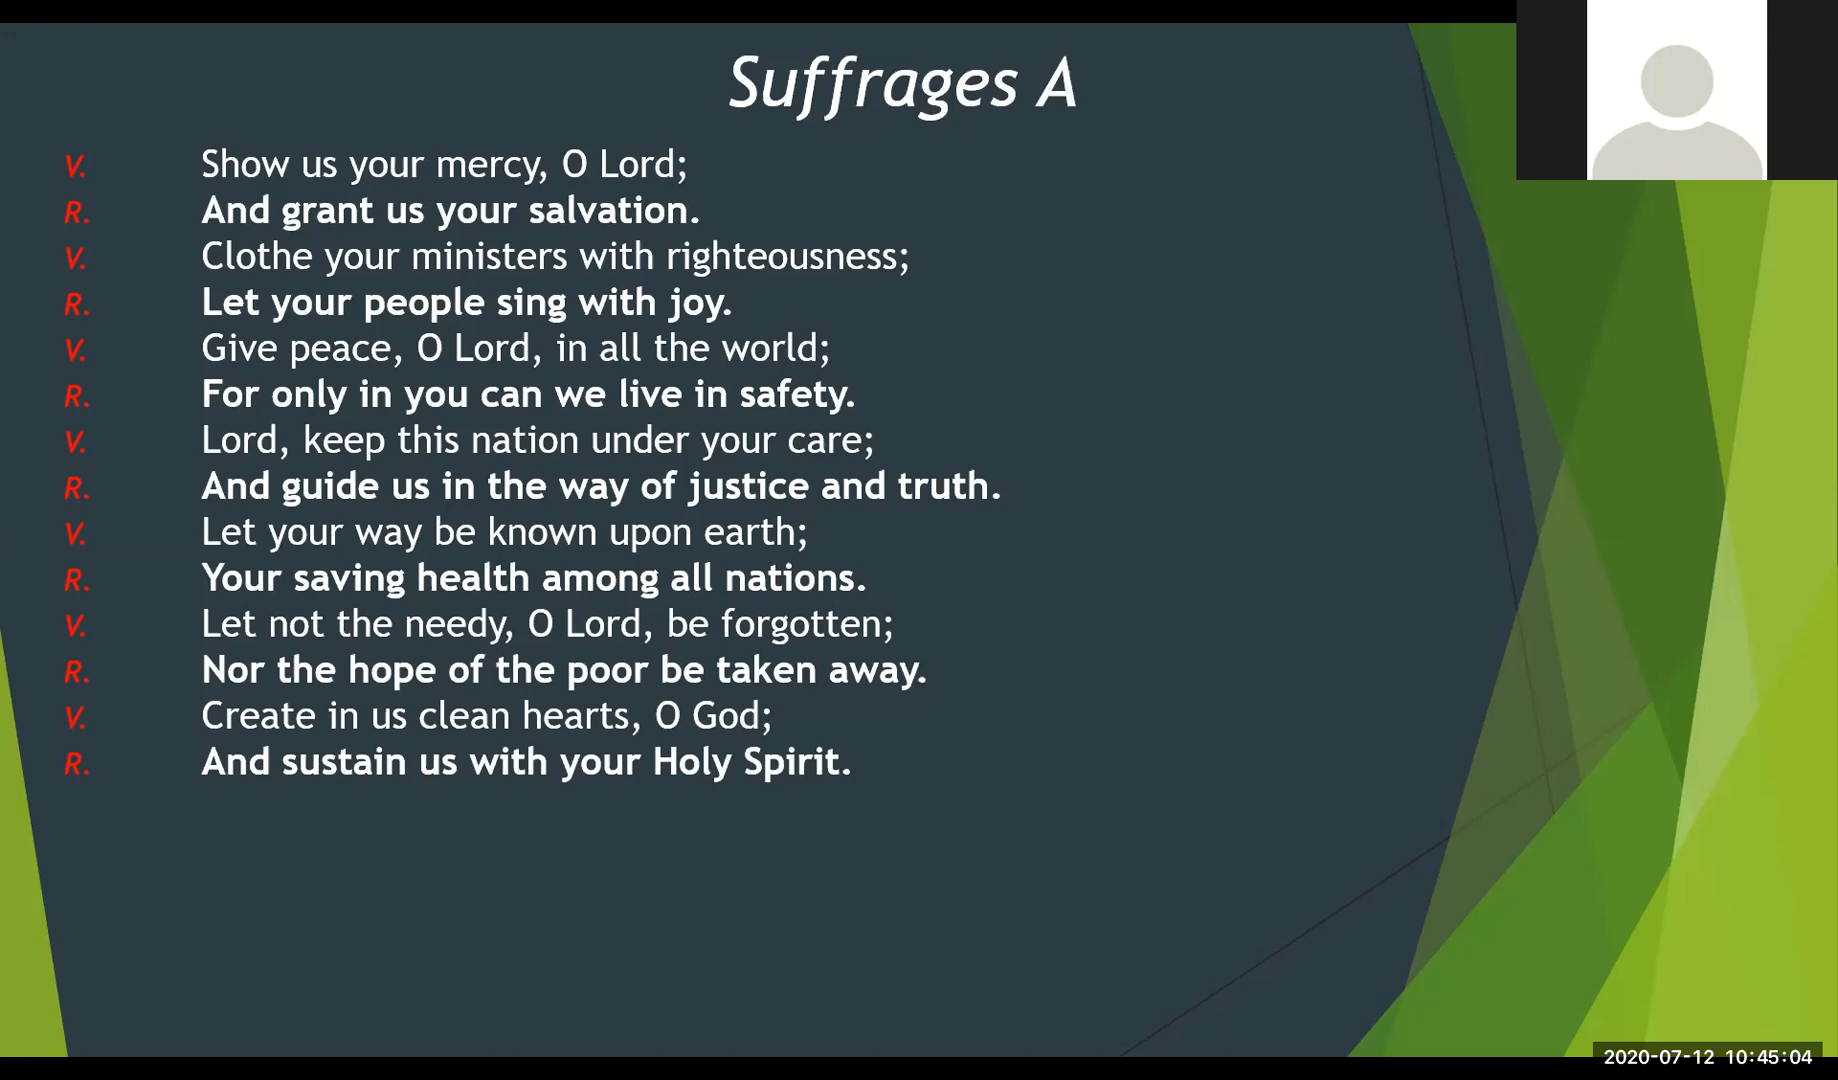 Suffrages A
V. Show us your mercy, O Lord;
R. And grant us your salvation.
V. Clothe your ministers with righteousness;
R. Let your people sing with joy.
V. Give peace, O Lord, in all the world;
R. For only in you can we live in safety.
V. Lord, keep this nation under your care;
R. And guide us in the way of justice and truth.
V. Let your way be known upon earth;
R. Your saving health among all nations.
V. Let not the needy, O Lord, be forgotten;
R. Nor the hope of the poor be taken away.
V. Create in us clean hearts, O God;
R. And sustain us with your Holy Spirit.
2020-07-12 10:45:04